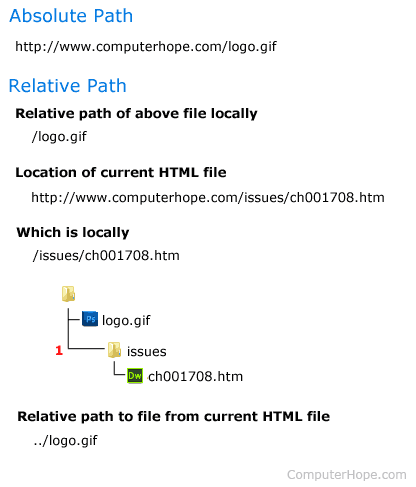 Absolute Path
http://www.computerhope.com/logo.gif
Relative Path
Relative path of above file locally
/logo.gif
Location of current HTML file
http://www.computerhope.com/issues/ch001708.htm
Which is locally
/issues/ch001708.htm
Ps logo.gif
1 issues
Dw ch001708.htm
Relative path to file from current HTML file
../logo.gif
ComputerHope.com